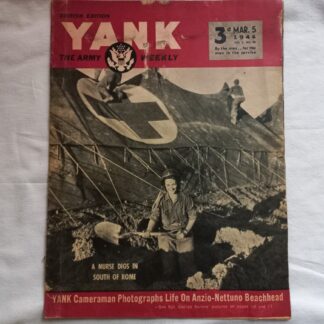 BRITISH EDITION
YANK
THE ARMY WEEKLY
3d MAR. 5
1944
By the men . . for the
men in the service
A NURSE DIGS IN
SOUTH OF ROME
YANK Cameraman Photographs Life On Anzio-Nettuno Beachhead